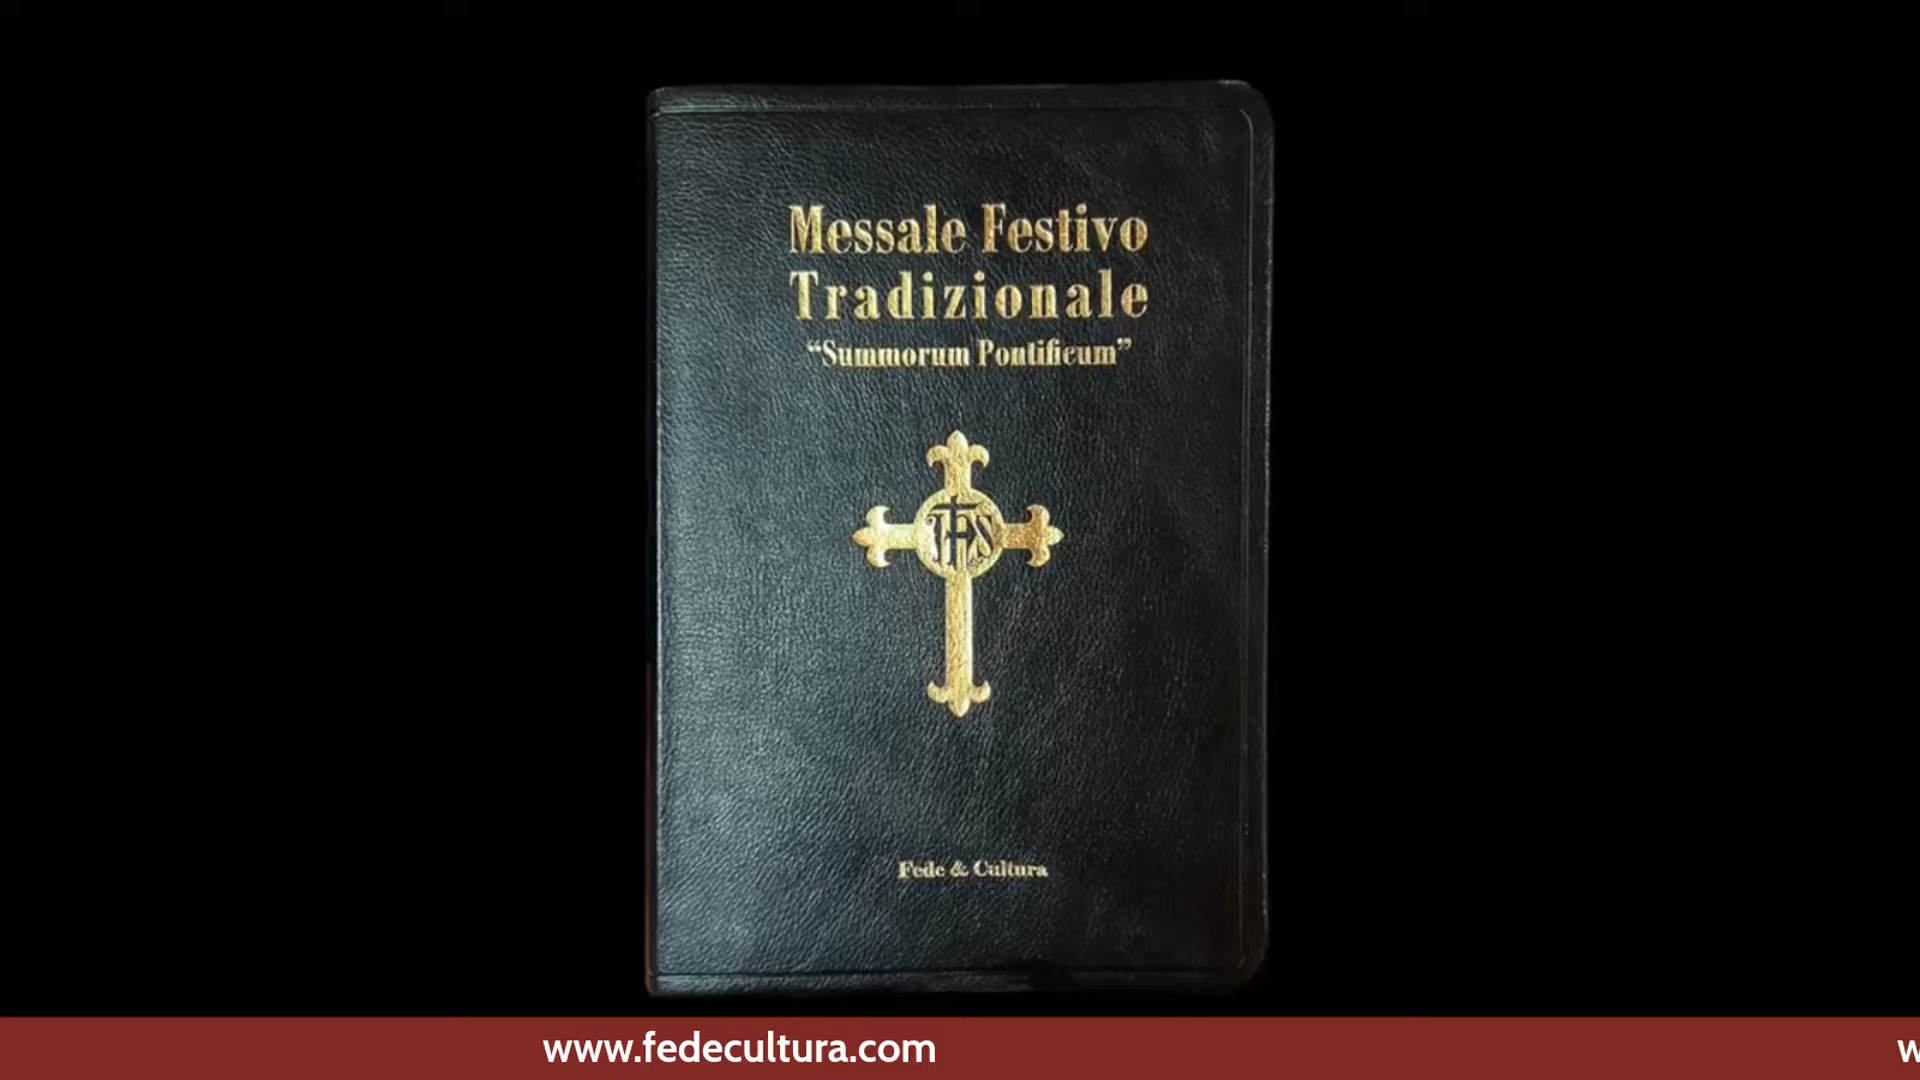 Messale Festivo
Tradizionale
“Summorum Pontificum”
IHS
Fede & Cultura
www.fedecultura.com
w